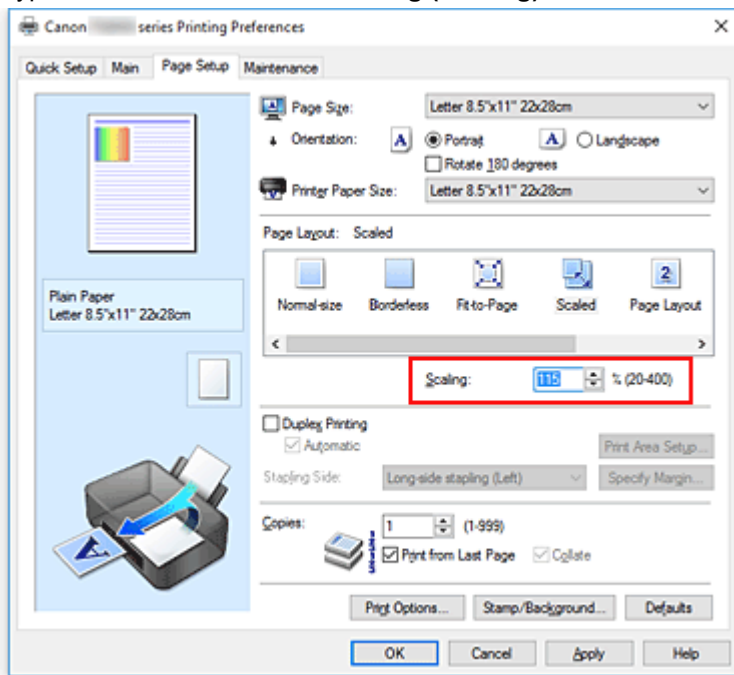 Canon series Printing Preferences
Quick Setup Main Page Setup Maintenance
Page Size: Letter 8.5"x11" 22x28cm
Orientation: A Portrait A Landscape
Rotate 180 degrees
Printer Paper Size: Letter 8.5"x11" 22x28cm
Page Layout: Scaled
2
Normal-size Borderless Fit-to-Page Scaled Page Layout
Plain Paper
Letter 8.5"x11" 22x28cm
Scaling: 115 % (20-400)
Duplex Printing
Automatic
Print Area Setup...
Stapling Side: Long-side stapling (Left) Specify Margin...
Copies: 1 (1-999)
Print from Last Page Collate
A
Print Options... Stamp/Background... Defaults
OK Cancel Apply Help